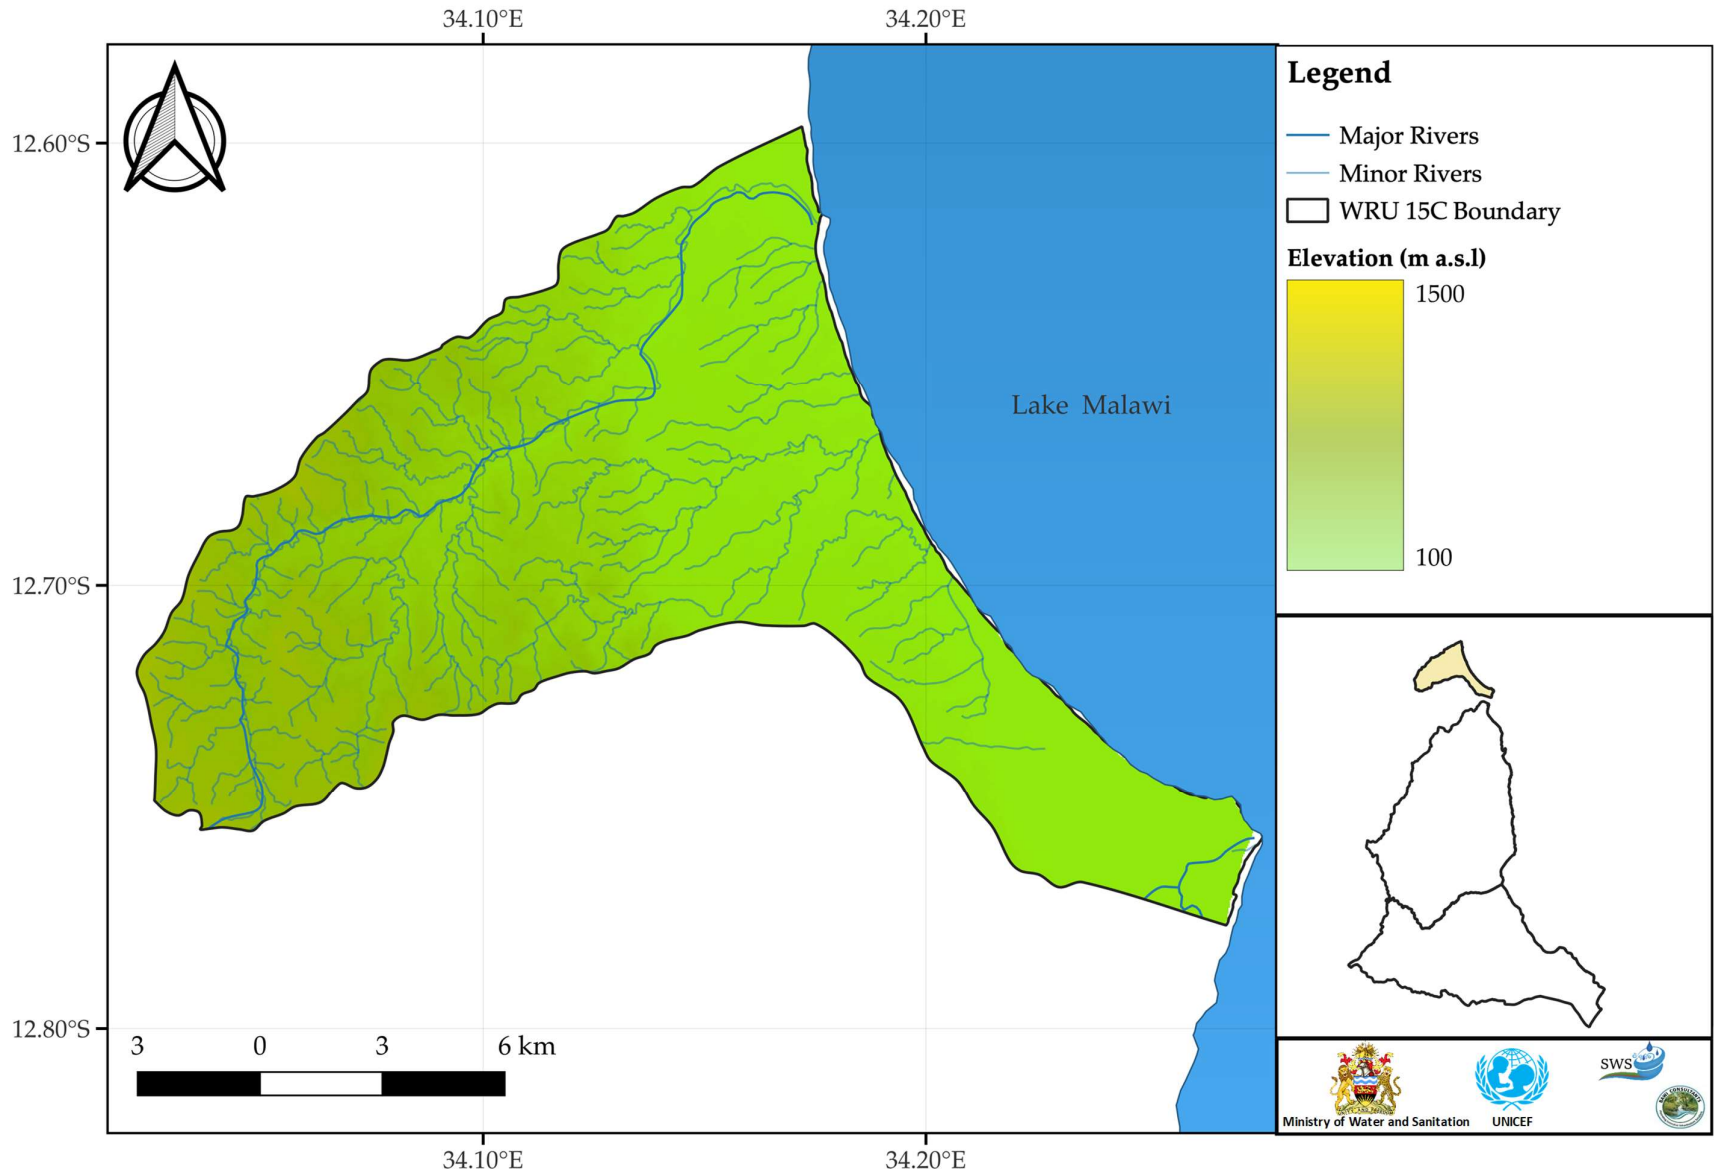 34.10°E
34.20°E
12.60°S
12.70°S
12.80°S
Lake Malawi
3 0 3 6 km
34.10°E
34.20°E
Legend
Major Rivers
Minor Rivers
WRU 15C Boundary
Elevation (m a.s.l)
1500
100
Ministry of Water and Sanitation
UNICEF
SWS